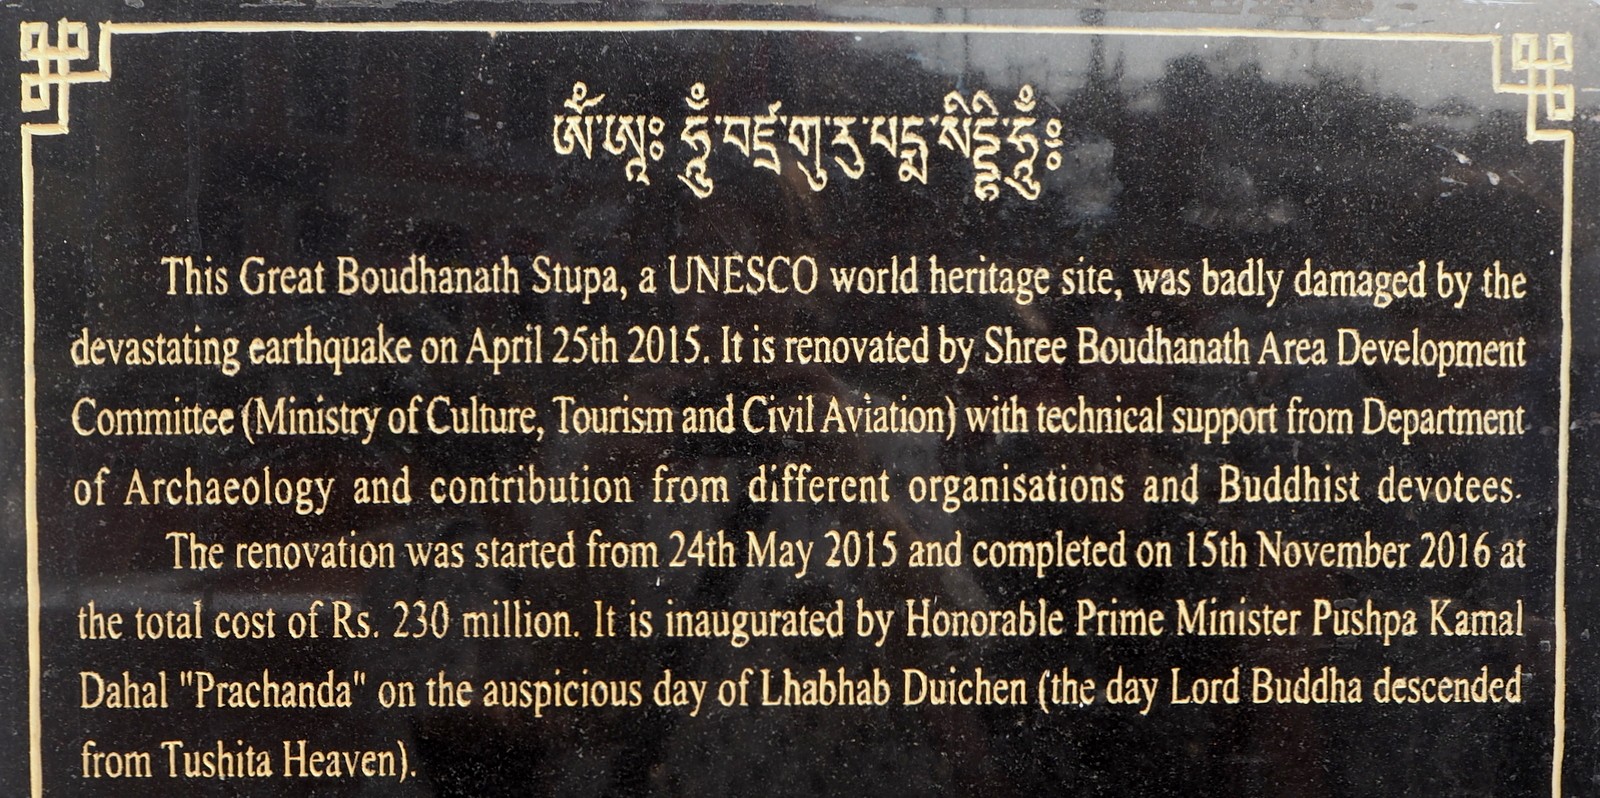 ༀ་ཨཱཿ ཧཱུྃ་བཛྲ་གུ་རུ་པདྨ་སིདྡྷི་ཧཱུྃ༔
This Great Boudhanath Stupa, a UNESCO world heritage site, was badly damaged by the
devastating earthquake on April 25th 2015. It is renovated by Shree Boudhanath Area Development
Committee (Ministry of Culture, Tourism and Civil Aviation) with technical support from Department
of Archaeology and contribution from different organisations and Buddhist devotees.
The renovation was started from 24th May 2015 and completed on 15th November 2016 at
the total cost of Rs. 230 million. It is inaugurated by Honorable Prime Minister Pushpa Kamal
Dahal "Prachanda" on the auspicious day of Lhabhab Duichen (the day Lord Buddha descended
from Tushita Heaven).